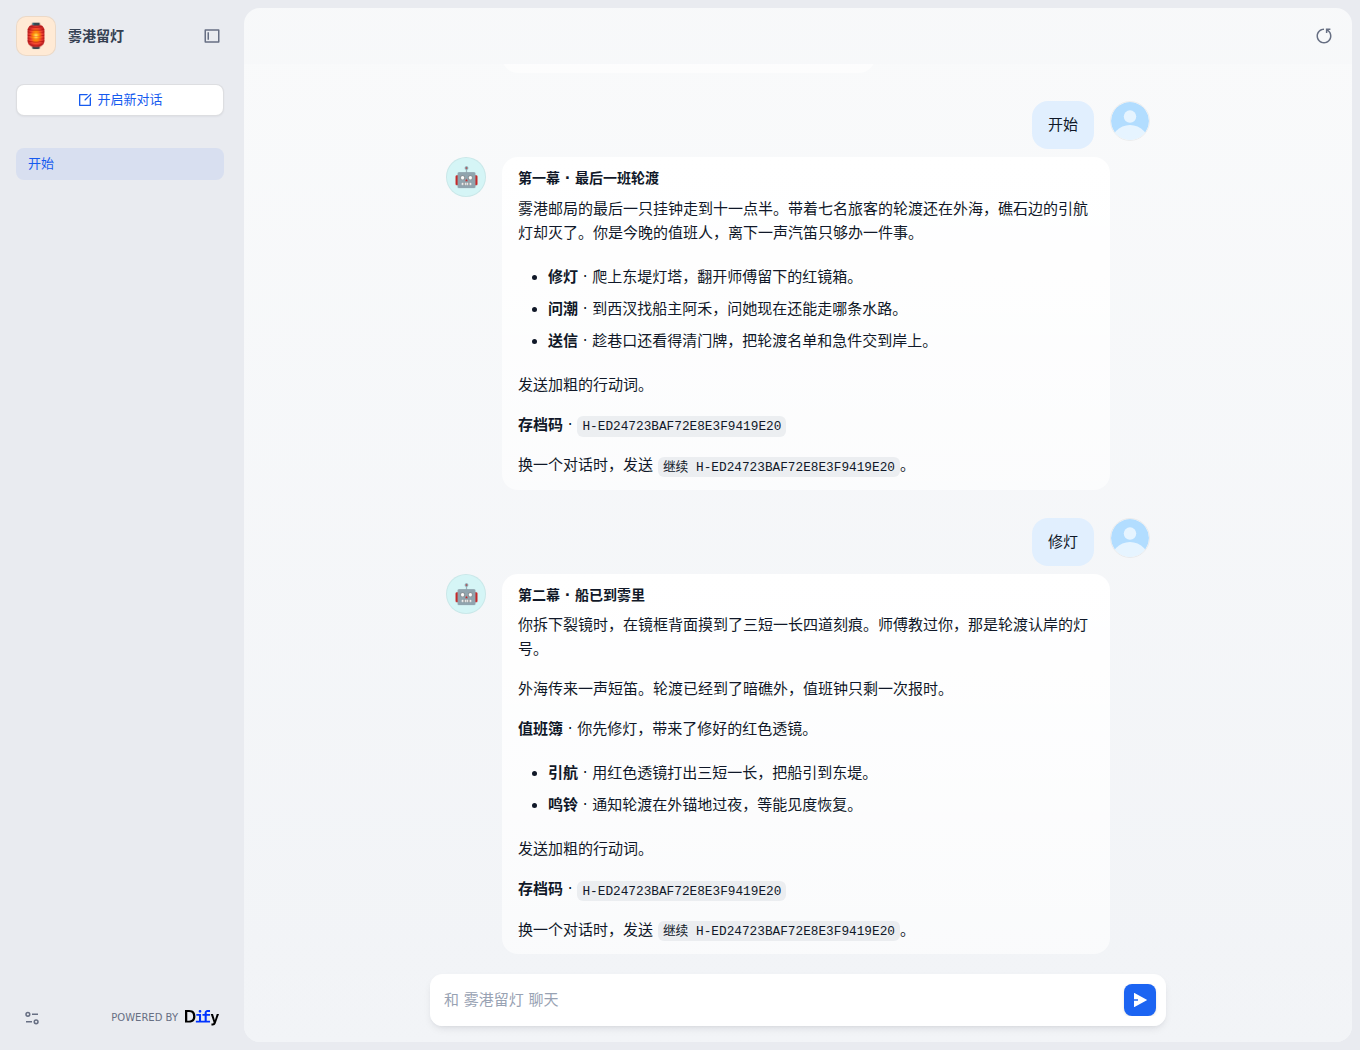 雾港留灯
开启新对话
开始
开始
第一幕 · 最后一班轮渡
雾港邮局的最后一只挂钟走到十一点半。带着七名旅客的轮渡还在外海，礁石边的引航
灯却灭了。你是今晚的值班人，离下一声汽笛只够办一件事。
修灯 · 爬上东堤灯塔，翻开师傅留下的红镜箱。
问潮 · 到西汊找船主阿禾，问她现在还能走哪条水路。
送信 · 趁巷口还看得清门牌，把轮渡名单和急件交到岸上。
发送加粗的行动词。
存档码 · H-ED24723BAF72E8E3F9419E20
换一个对话时，发送 继续 H-ED24723BAF72E8E3F9419E20 。
修灯
第二幕 · 船已到雾里
你拆下裂镜时，在镜框背面摸到了三短一长四道刻痕。师傅教过你，那是轮渡认岸的灯
号。
外海传来一声短笛。轮渡已经到了暗礁外，值班钟只剩一次报时。
值班簿 · 你先修灯，带来了修好的红色透镜。
引航 · 用红色透镜打出三短一长，把船引到东堤。
鸣铃 · 通知轮渡在外锚地过夜，等能见度恢复。
发送加粗的行动词。
存档码 · H-ED24723BAF72E8E3F9419E20
换一个对话时，发送 继续 H-ED24723BAF72E8E3F9419E20 。
和 雾港留灯 聊天
POWERED BY Dify